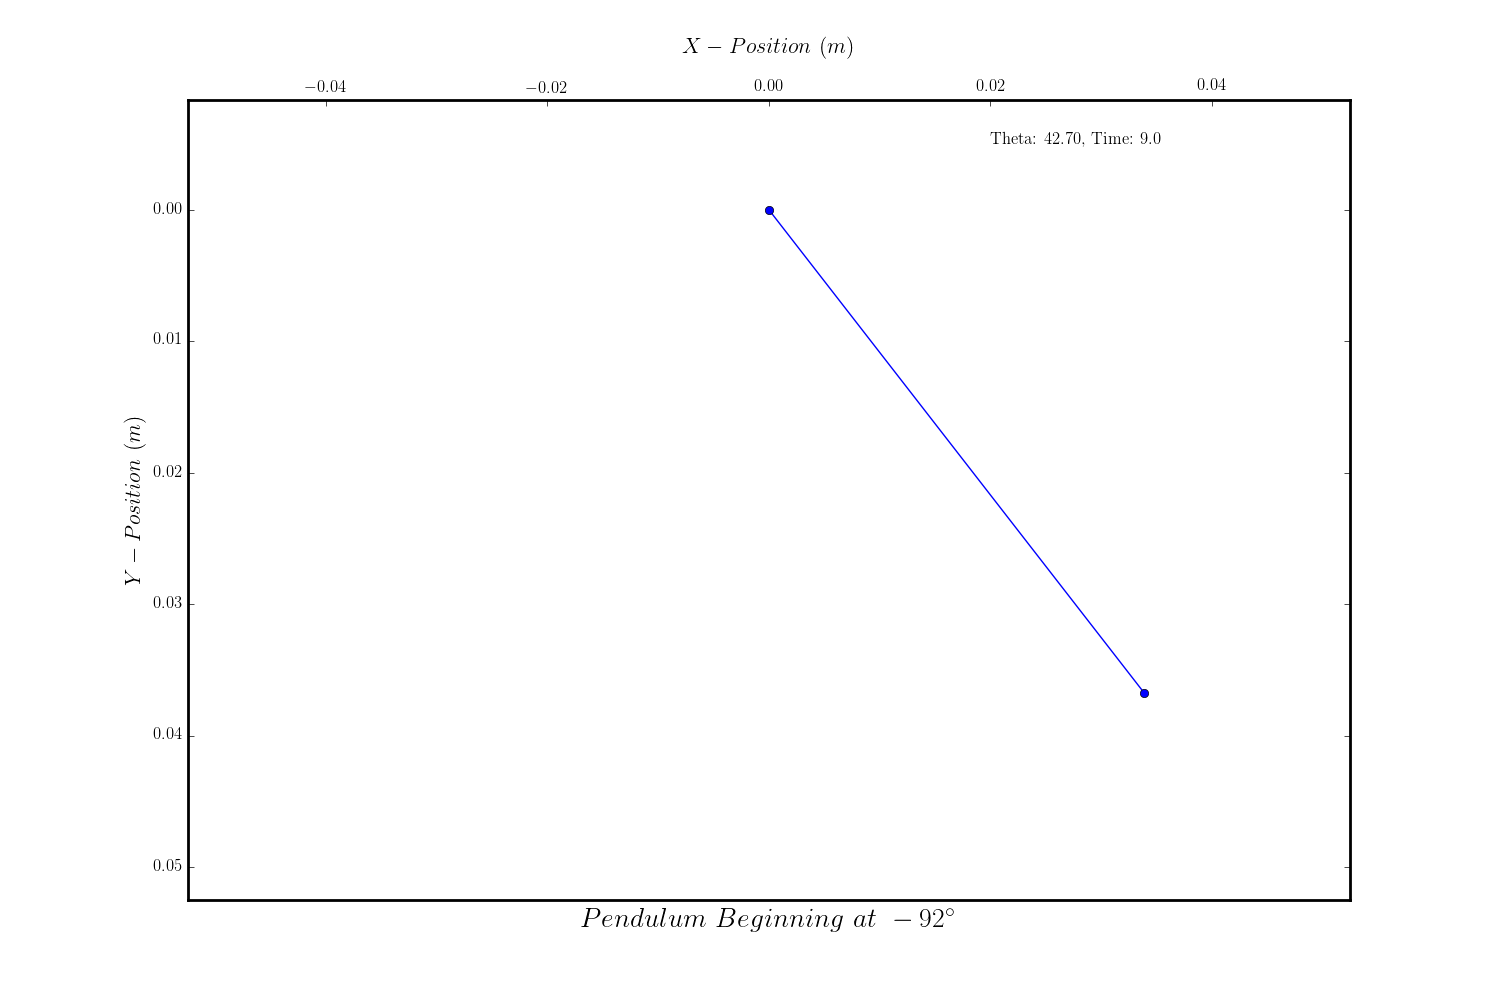 X − Position (m)
−0.04 −0.02 0.00 0.02 0.04
Theta: 42.70, Time: 9.0
Y − Position (m)
0.00
0.01
0.02
0.03
0.04
0.05
Pendulum Beginning at − 92°